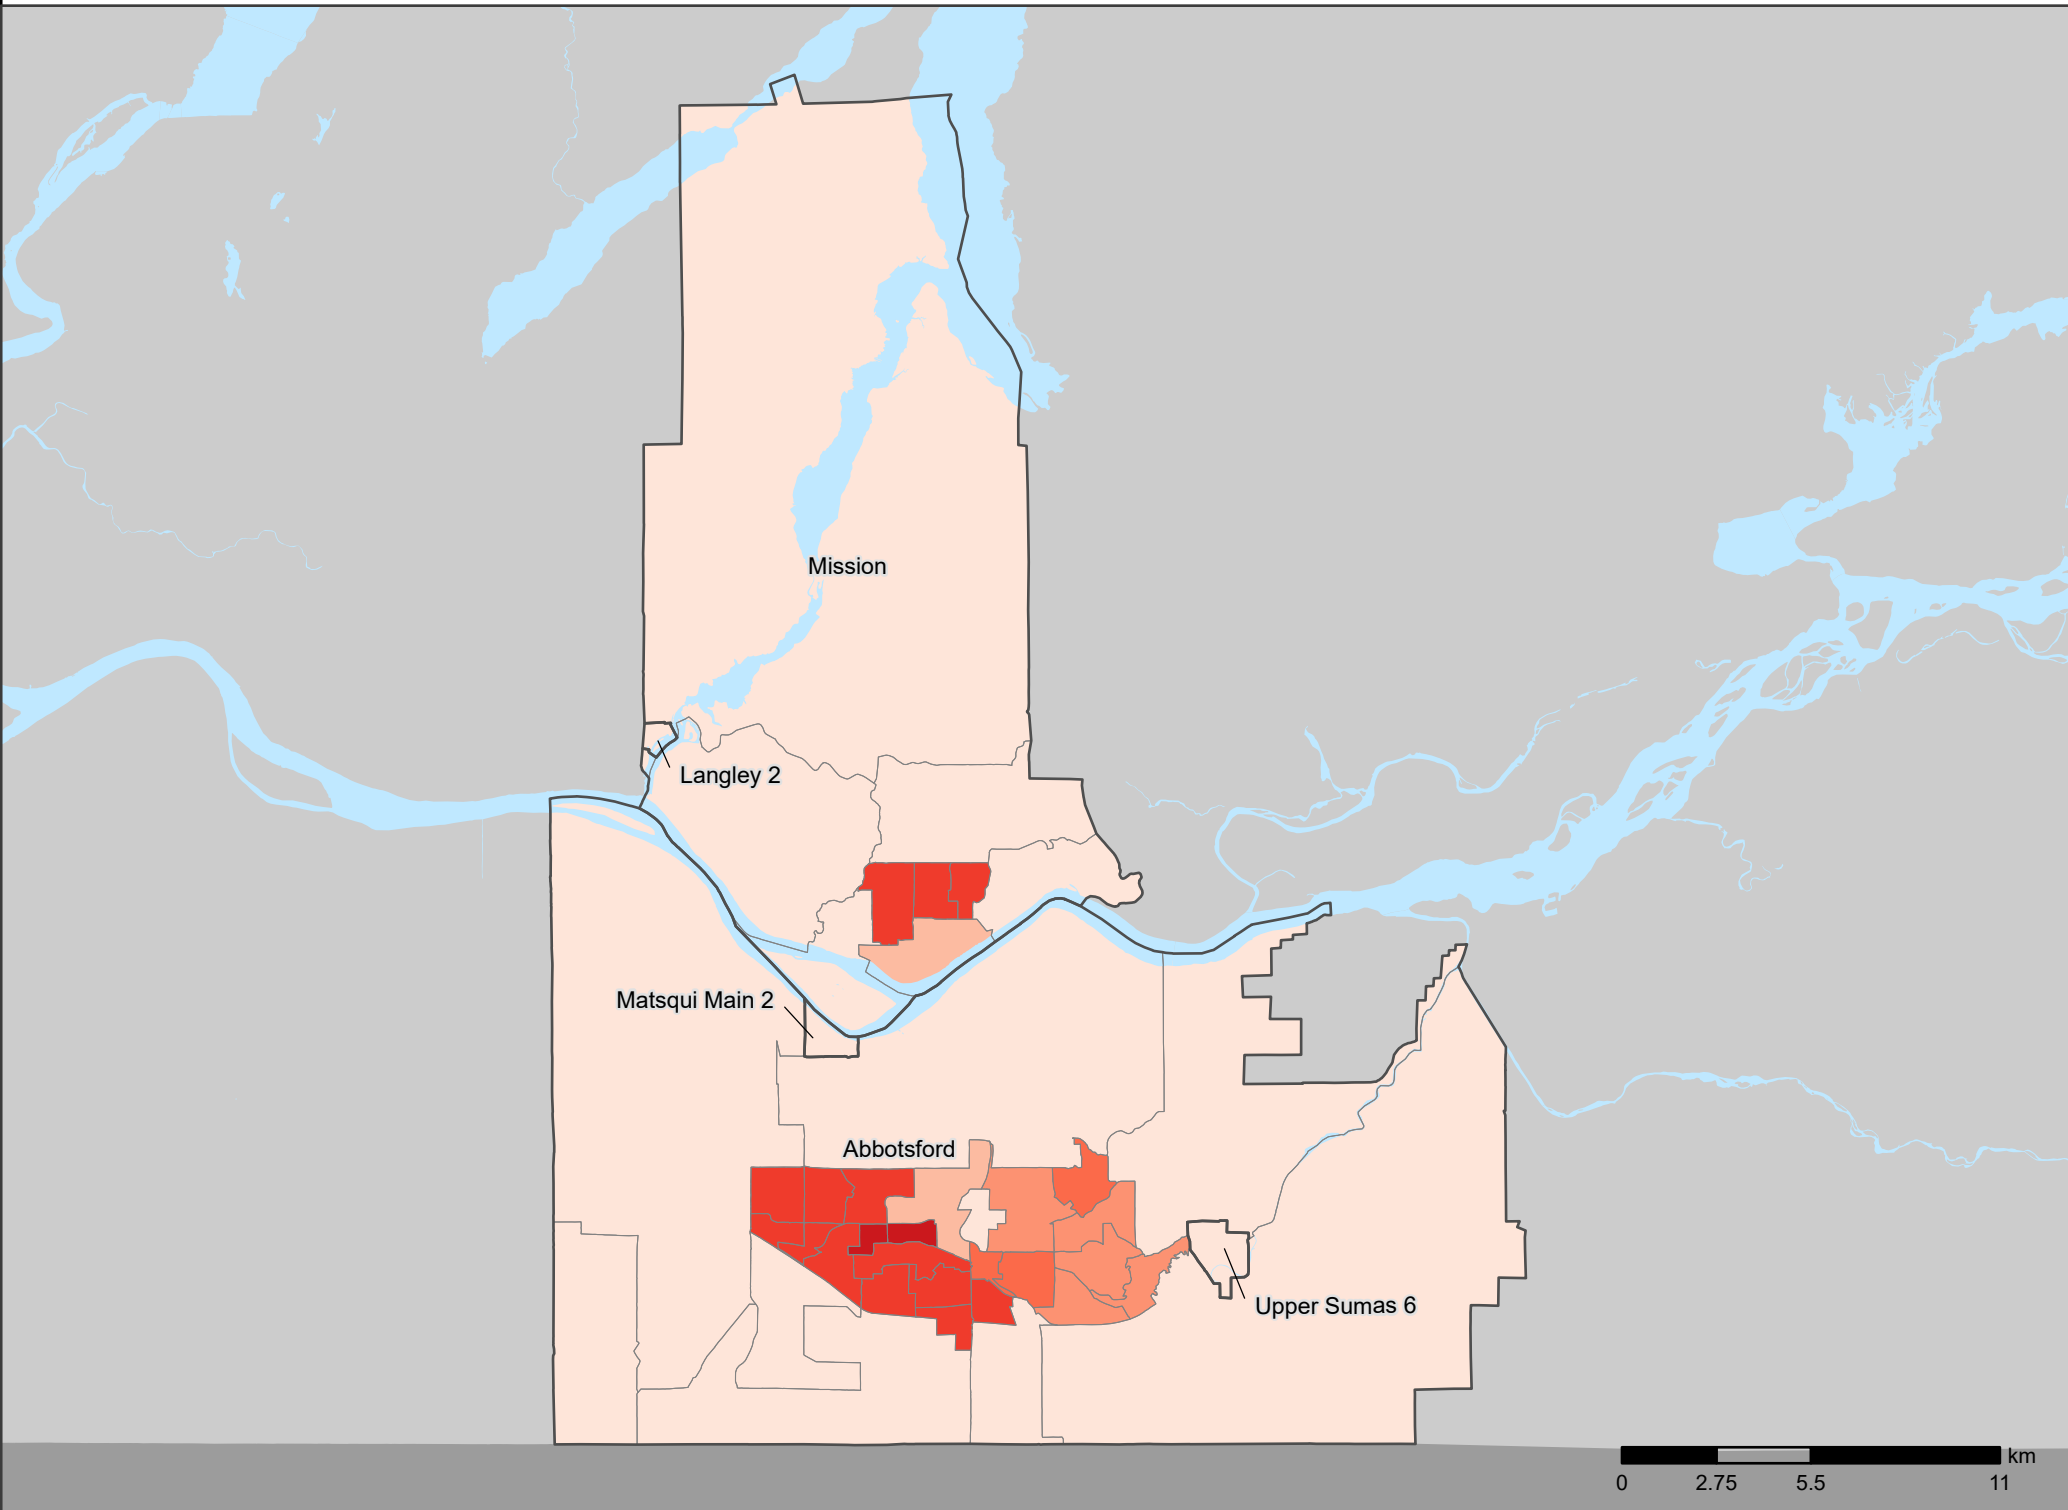 Mission
Langley 2
Matsqui Main 2
Abbotsford
Upper Sumas 6
km
0 2.75 5.5 11